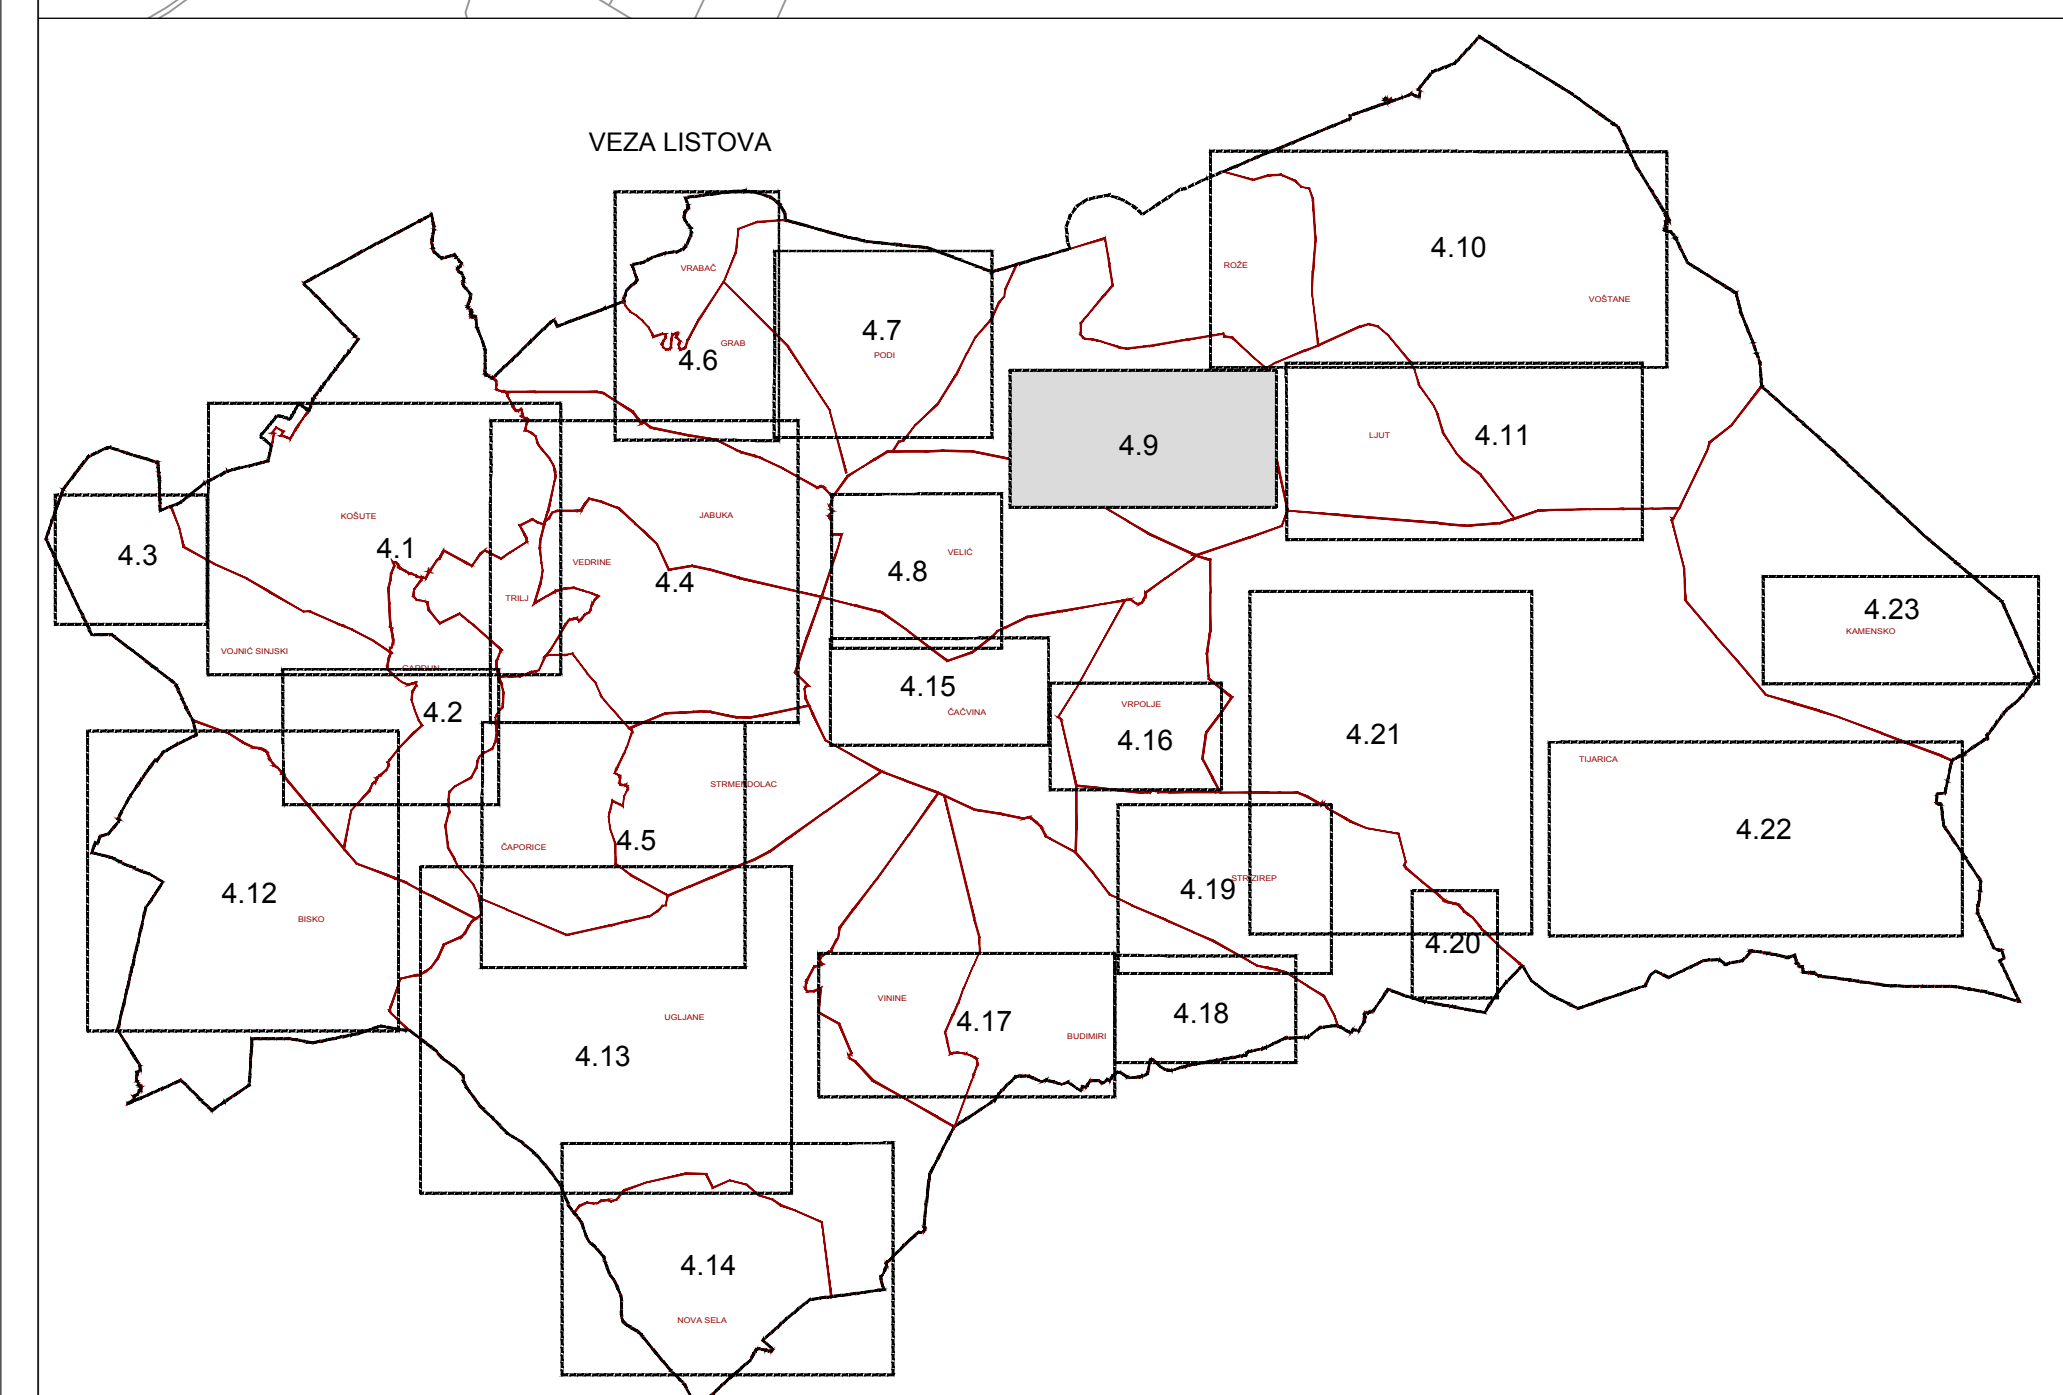 VEZA LISTOVA
4.10
ROŽE
VRABAČ
VOŠTANE
4.7
GRAB
PODI
4.6
4.9
LJUT
4.11
KOŠUTE
JABUKA
4.1
4.3
VEDRINE
4.4
VELIĆ
4.8
TRILJ
4.23
KAMENSKO
VOJNIĆ SINJSKI
GARDUN
4.15
4.2
ČAČVINA
VRPOLJE
4.16
4.21
TIJARICA
STRMENDOLAC
4.22
4.5
ČAPORICE
4.12
BISKO
4.19
STRIZIREP
4.20
VININE
UGLJANE
4.17
BUDIMIRI
4.18
4.13
4.14
NOVA SELA